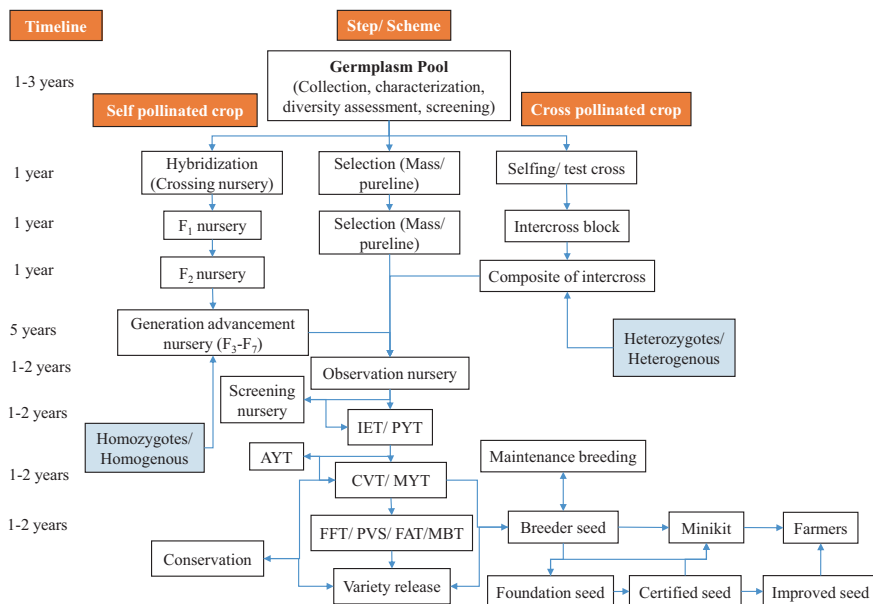 Timeline
Step/ Scheme
1-3 years
Germplasm Pool
(Collection, characterization,
diversity assessment, screening)
Self pollinated crop
Cross pollinated crop
1 year
Hybridization
(Crossing nursery)
Selection (Mass/
pureline)
Selfing/ test cross
1 year
F1 nursery
Selection (Mass/
pureline)
Intercross block
1 year
F2 nursery
Composite of intercross
5 years
Generation advancement
nursery (F3-F7)
Heterozygotes/
Heterogenous
1-2 years
Observation nursery
Screening
nursery
1-2 years
IET/ PYT
Homozygotes/
Homogenous
AYT
Maintenance breeding
1-2 years
CVT/ MYT
1-2 years
FFT/ PVS/ FAT/MBT
Breeder seed
Minikit
Farmers
Conservation
Variety release
Foundation seed
Certified seed
Improved seed